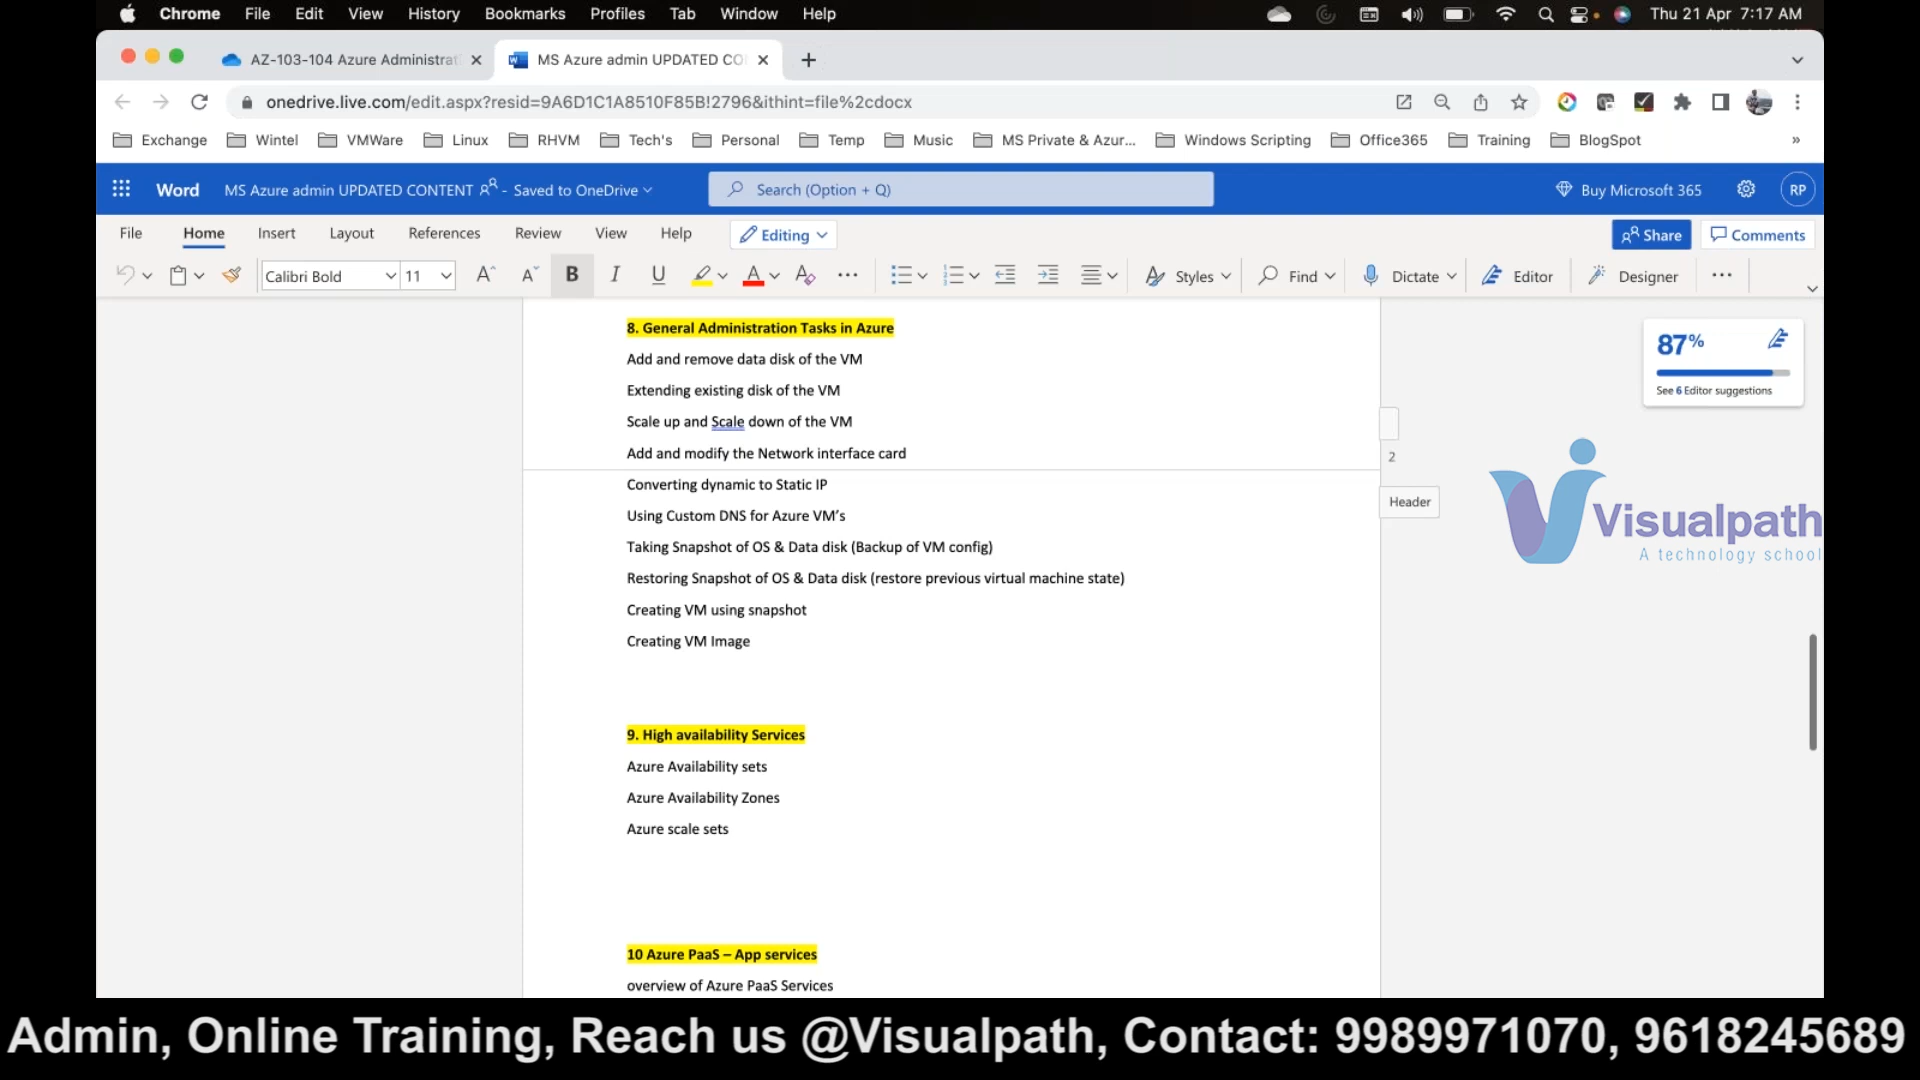 Chrome File Edit View History Bookmarks Profiles Tab Window Help Thu 21 Apr 7:17 AM
AZ-103-104 Azure Administrat MS Azure admin UPDATED CO
onedrive.live.com/edit.aspx?resid=9A6D1C1A8510F85B!2796&ithint=file%2cdocx
Exchange Wintel VMWare Linux RHVM Tech's Personal Temp Music MS Private & Azur... Windows Scripting Office365 Training BlogSpot »
Word MS Azure admin UPDATED CONTENT - Saved to OneDrive Search (Option + Q) Buy Microsoft 365 RP
File Home Insert Layout References Review View Help Editing Share Comments
Calibri Bold 11 A A B I U A A Styles Find Dictate Editor Designer
8. General Administration Tasks in Azure
Add and remove data disk of the VM
Extending existing disk of the VM
Scale up and Scale down of the VM
Add and modify the Network interface card
Converting dynamic to Static IP
Using Custom DNS for Azure VM’s
Taking Snapshot of OS & Data disk (Backup of VM config)
Restoring Snapshot of OS & Data disk (restore previous virtual machine state)
Creating VM using snapshot
Creating VM Image
9. High availability Services
Azure Availability sets
Azure Availability Zones
Azure scale sets
10 Azure PaaS – App services
overview of Azure PaaS Services
2
Header
87%
See 6 Editor suggestions
Visualpath
A technology school
Admin, Online Training, Reach us @Visualpath, Contact: 9989971070, 9618245689